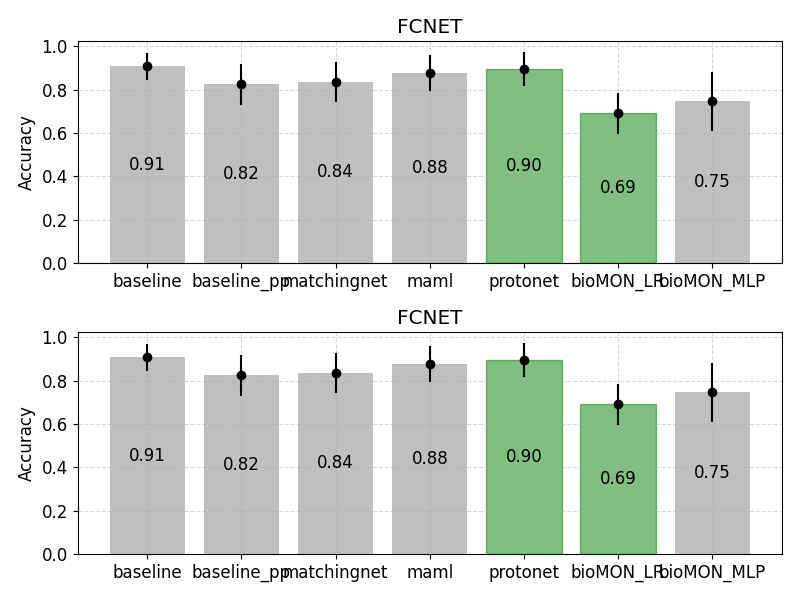 FCNET
1.0
0.8
0.6
0.4
0.2
0.0
Accuracy
0.91
0.82
0.84
0.88
0.90
0.69
0.75
baseline
baseline_pp
matchingnet
maml
protonet
bioMON_LR
bioMON_MLP
FCNET
1.0
0.8
0.6
0.4
0.2
0.0
Accuracy
0.91
0.82
0.84
0.88
0.90
0.69
0.75
baseline
baseline_pp
matchingnet
maml
protonet
bioMON_LR
bioMON_MLP